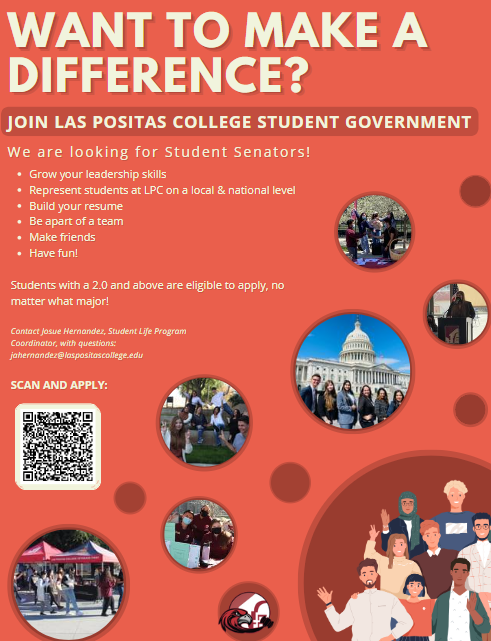 WANT TO MAKE A
DIFFERENCE?
JOIN LAS POSITAS COLLEGE STUDENT GOVERNMENT
We are looking for Student Senators!
• Grow your leadership skills
• Represent students at LPC on a local & national level
• Build your resume
• Be apart of a team
• Make friends
• Have fun!
Students with a 2.0 and above are eligible to apply, no
matter what major!
Contact Josue Hernandez, Student Life Program
Coordinator, with questions:
jahernandez@laspositascollege.edu
SCAN AND APPLY: